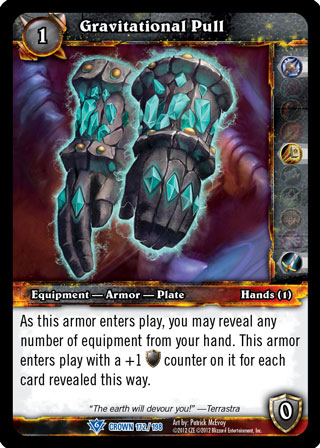 1
Gravitational Pull
Equipment — Armor — Plate
Hands (1)
As this armor enters play, you may reveal any
number of equipment from your hand. This armor
enters play with a +1 counter on it for each
card revealed this way.
"The earth will devour you!" —Terrastra
CROWN 172/198
Art by: Patrick McEvoy
©2012 CZE ©2012 Blizzard Entertainment, Inc.
0